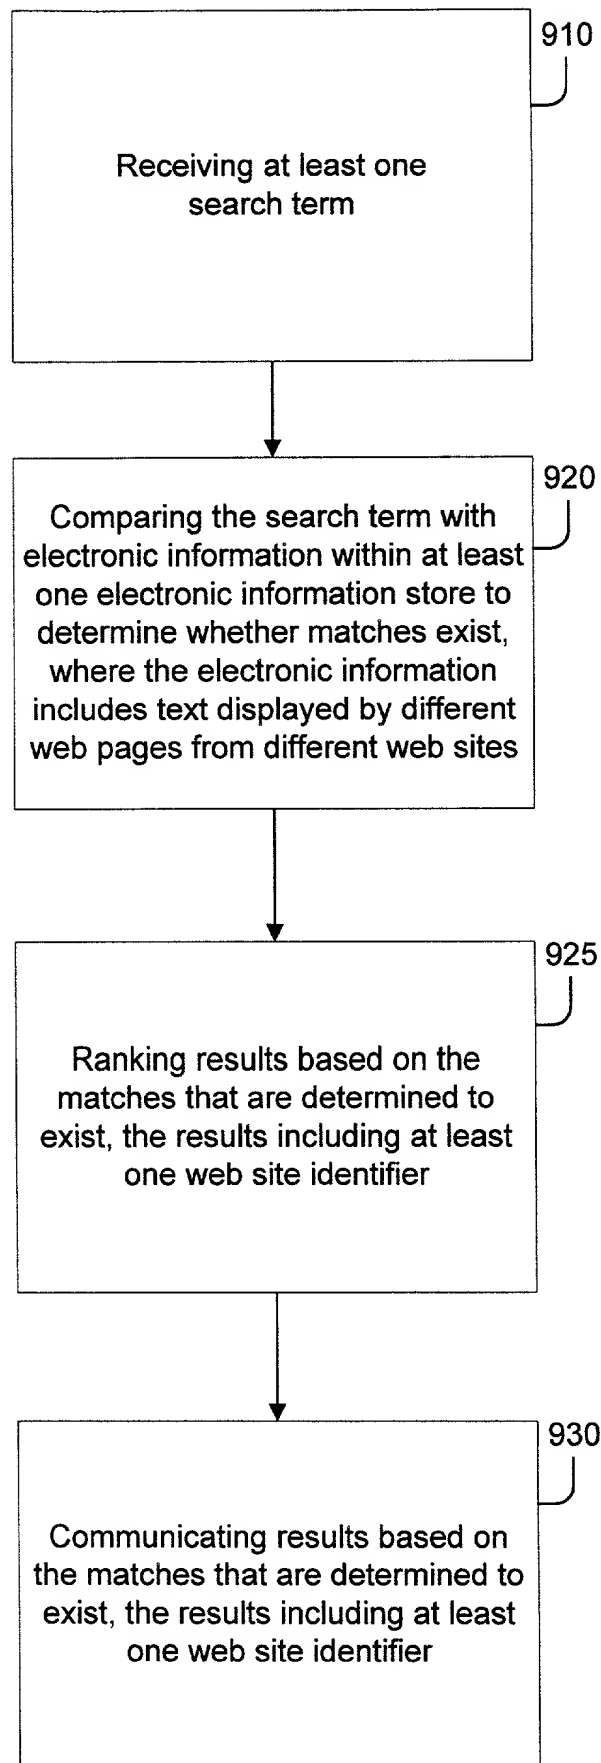 910
Receiving at least one
search term
920
Comparing the search term with
electronic information within at least
one electronic information store to
determine whether matches exist,
where the electronic information
includes text displayed by different
web pages from different web sites
925
Ranking results based on the
matches that are determined to
exist, the results including at least
one web site identifier
930
Communicating results based on
the matches that are determined to
exist, the results including at least
one web site identifier